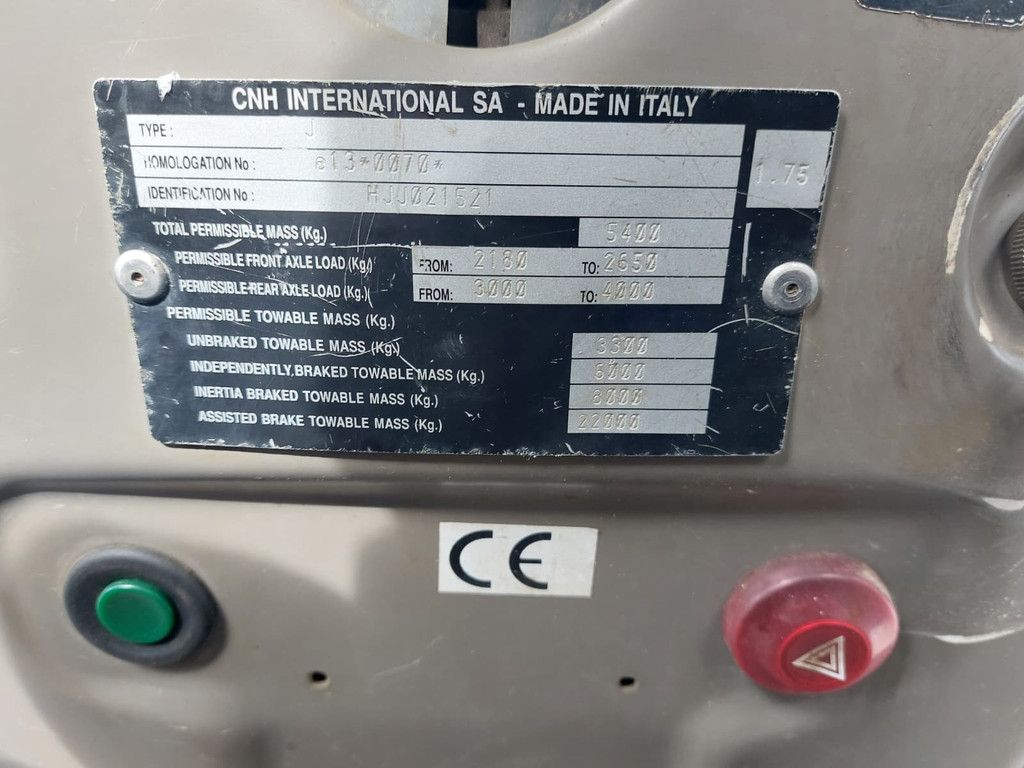 CNH INTERNATIONAL SA - MADE IN ITALY
TYPE: J
HOMOLOGATION No: e13*0070* 1.75
IDENTIFICATION No: HJJ021521
TOTAL PERMISSIBLE MASS (Kg.) 5400
PERMISSIBLE FRONT AXLE LOAD (Kg.) FROM: 2180 TO: 2650
PERMISSIBLE REAR AXLE LOAD (Kg.) FROM: 3000 TO: 4000
PERMISSIBLE TOWABLE MASS (Kg.)
UNBRAKED TOWABLE MASS (Kg.) 3300
INDEPENDENTLY BRAKED TOWABLE MASS (Kg.) 6000
INERTIA BRAKED TOWABLE MASS (Kg.) 8000
ASSISTED BRAKE TOWABLE MASS (Kg.) 22000
CE